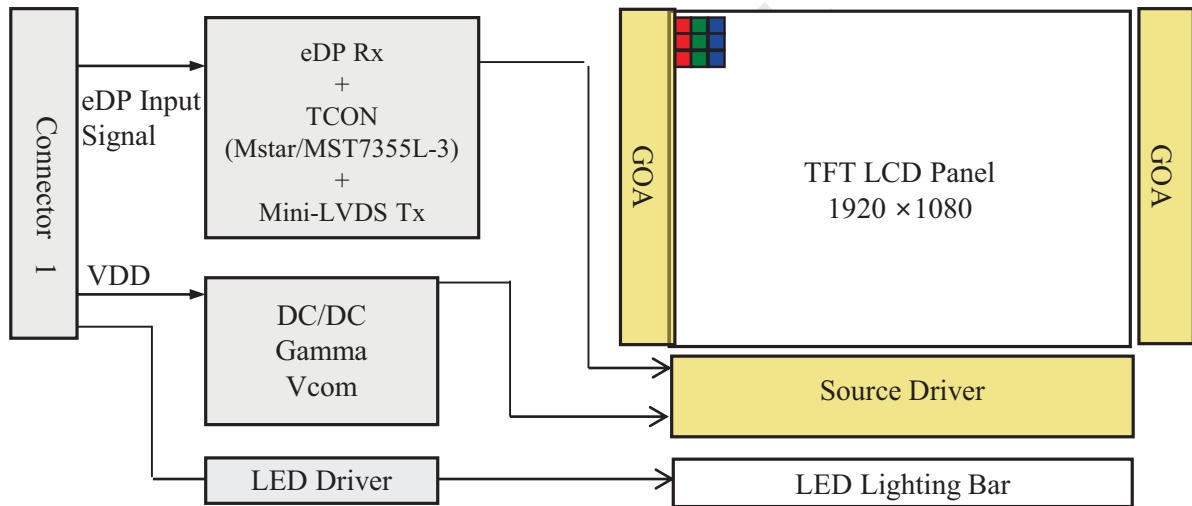 Connector 1
eDP Input
Signal
VDD
eDP Rx
+
TCON
(Mstar/MST7355L-3)
+
Mini-LVDS Tx
DC/DC
Gamma
Vcom
LED Driver
GOA
TFT LCD Panel
1920 ×1080
GOA
Source Driver
LED Lighting Bar